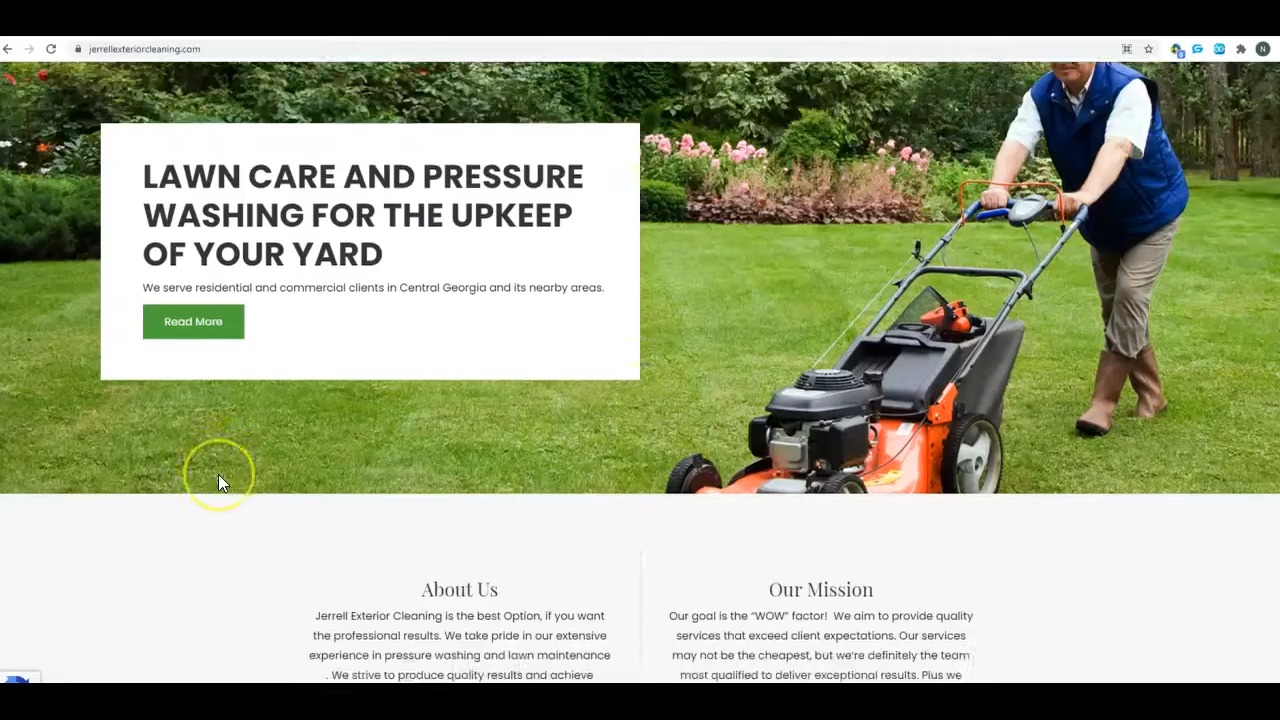 jerrellexteriorcleaning.com
N
LAWN CARE AND PRESSURE
WASHING FOR THE UPKEEP
OF YOUR YARD
We serve residential and commercial clients in Central Georgia and its nearby areas.
Read More
About Us
Jerrell Exterior Cleaning is the best Option, if you want
the professional results. We take pride in our extensive
experience in pressure washing and lawn maintenance
. We strive to produce quality results and achieve
Our Mission
Our goal is the “WOW” factor!  We aim to provide quality
services that exceed client expectations. Our services
may not be the cheapest, but we’re definitely the team
most qualified to deliver exceptional results. Plus we